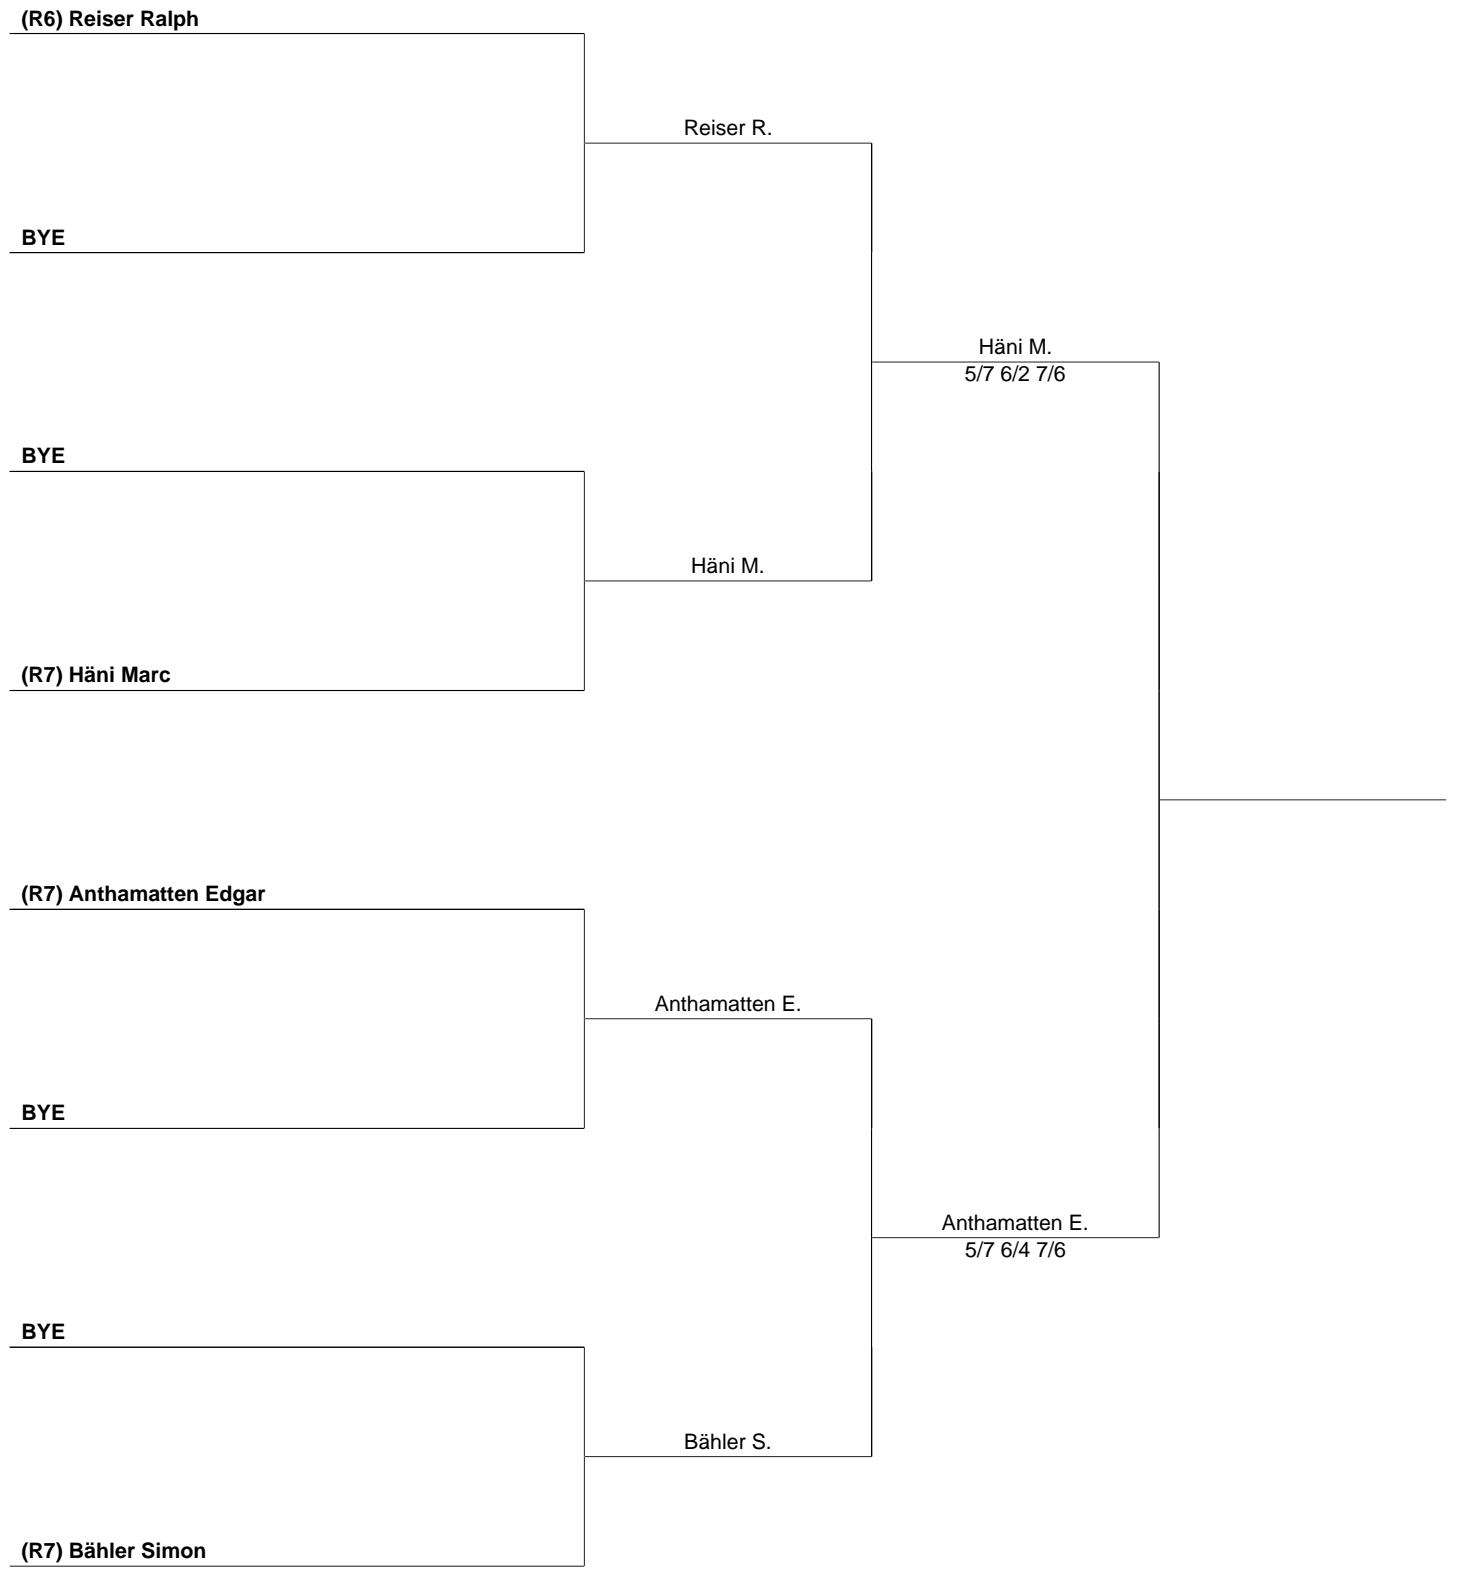 (R6) Reiser Ralph
Reiser R.
BYE
Häni M.
5/7 6/2 7/6
BYE
Häni M.
(R7) Häni Marc
(R7) Anthamatten Edgar
Anthamatten E.
BYE
Anthamatten E.
5/7 6/4 7/6
BYE
Bähler S.
(R7) Bähler Simon